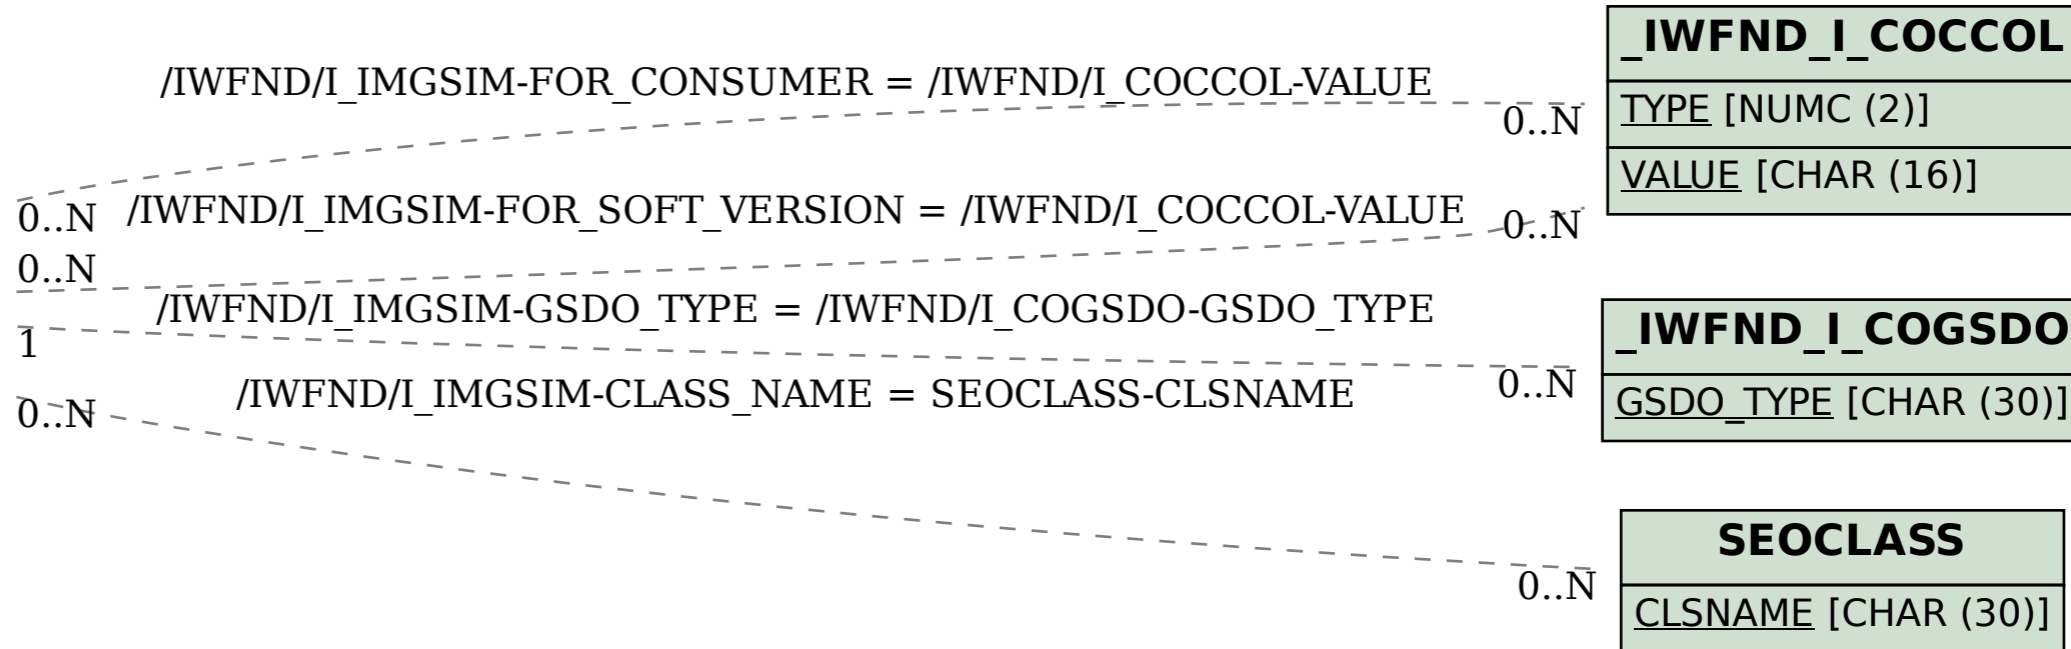 _IWFND_I_COCCOL
/IWFND/I_IMGSIM-FOR_CONSUMER = /IWFND/I_COCCOL-VALUE
TYPE [NUMC (2)]
0..N
VALUE [CHAR (16)]
0..N
/IWFND/I_IMGSIM-FOR_SOFT_VERSION = /IWFND/I_COCCOL-VALUE
0..N
0..N
/IWFND/I_IMGSIM-GSDO_TYPE = /IWFND/I_COGSDO-GSDO_TYPE
_IWFND_I_COGSDO
1
0..N
GSDO_TYPE [CHAR (30)]
/IWFND/I_IMGSIM-CLASS_NAME = SEOCLASS-CLSNAME
0..N
SEOCLASS
0..N
CLSNAME [CHAR (30)]